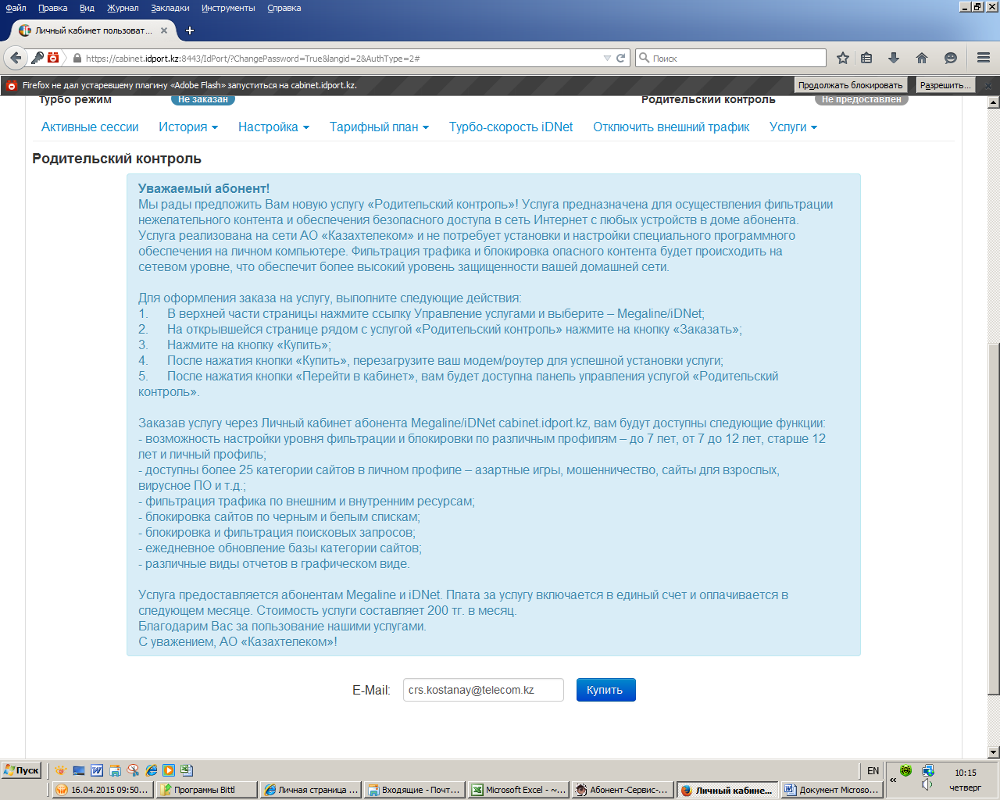 Файл Правка Вид Журнал Закладки Инструменты Справка
Личный кабинет пользоват...
https://cabinet.idport.kz:8443/IdPort/?ChangePassword=True&langid=2&AuthType=2#
Поиск
Firefox не дал устаревшему плагину «Adobe Flash» запуститься на cabinet.idport.kz.
Продолжать блокировать
Разрешить...
Турбо режим
Не заказан
Родительский контроль
Не предоставлен
Активные сессии История Настройка Тарифный план Турбо-скорость iDNet Отключить внешний трафик Услуги
Родительский контроль
Уважаемый абонент!
Мы рады предложить Вам новую услугу «Родительский контроль»! Услуга предназначена для осуществления фильтрации
нежелательного контента и обеспечения безопасного доступа в сеть Интернет с любых устройств в доме абонента.
Услуга реализована на сети АО «Казахтелеком» и не потребует установки и настройки специального программного
обеспечения на личном компьютере. Фильтрация трафика и блокировка опасного контента будет происходить на
сетевом уровне, что обеспечит более высокий уровень защищенности вашей домашней сети.
Для оформления заказа на услугу, выполните следующие действия:
1. В верхней части страницы нажмите ссылку Управление услугами и выберите – Megaline/iDNet;
2. На открывшейся странице рядом с услугой «Родительский контроль» нажмите на кнопку «Заказать»;
3. Нажмите на кнопку «Купить»;
4. После нажатия кнопки «Купить», перезагрузите ваш модем/роутер для успешной установки услуги;
5. После нажатия кнопки «Перейти в кабинет», вам будет доступна панель управления услугой «Родительский
контроль».
Заказав услугу через Личный кабинет абонента Megaline/iDNet cabinet.idport.kz, вам будут доступны следующие функции:
- возможность настройки уровня фильтрации и блокировки по различным профилям – до 7 лет, от 7 до 12 лет, старше 12
лет и личный профиль;
- доступны более 25 категории сайтов в личном профиле – азартные игры, мошенничество, сайты для взрослых,
вирусное ПО и т.д.;
- фильтрация трафика по внешним и внутренним ресурсам;
- блокировка сайтов по черным и белым спискам;
- блокировка и фильтрация поисковых запросов;
- ежедневное обновление базы категории сайтов;
- различные виды отчетов в графическом виде.
Услуга предоставляется абонентам Megaline и iDNet. Плата за услугу включается в единый счет и оплачивается в
следующем месяце. Стоимость услуги составляет 200 тг. в месяц.
Благодарим Вас за пользование нашими услугами.
С уважением, АО «Казахтелеком»!
E-Mail: crs.kostanay@telecom.kz Купить
Пуск
EN
10:15
четверг
16.04.2015 09:50... Программы Bittl Личная страница ... Входящие - Почт... Microsoft Excel - ~... Абонент-Сервис-... Личный кабине... Документ Microso...